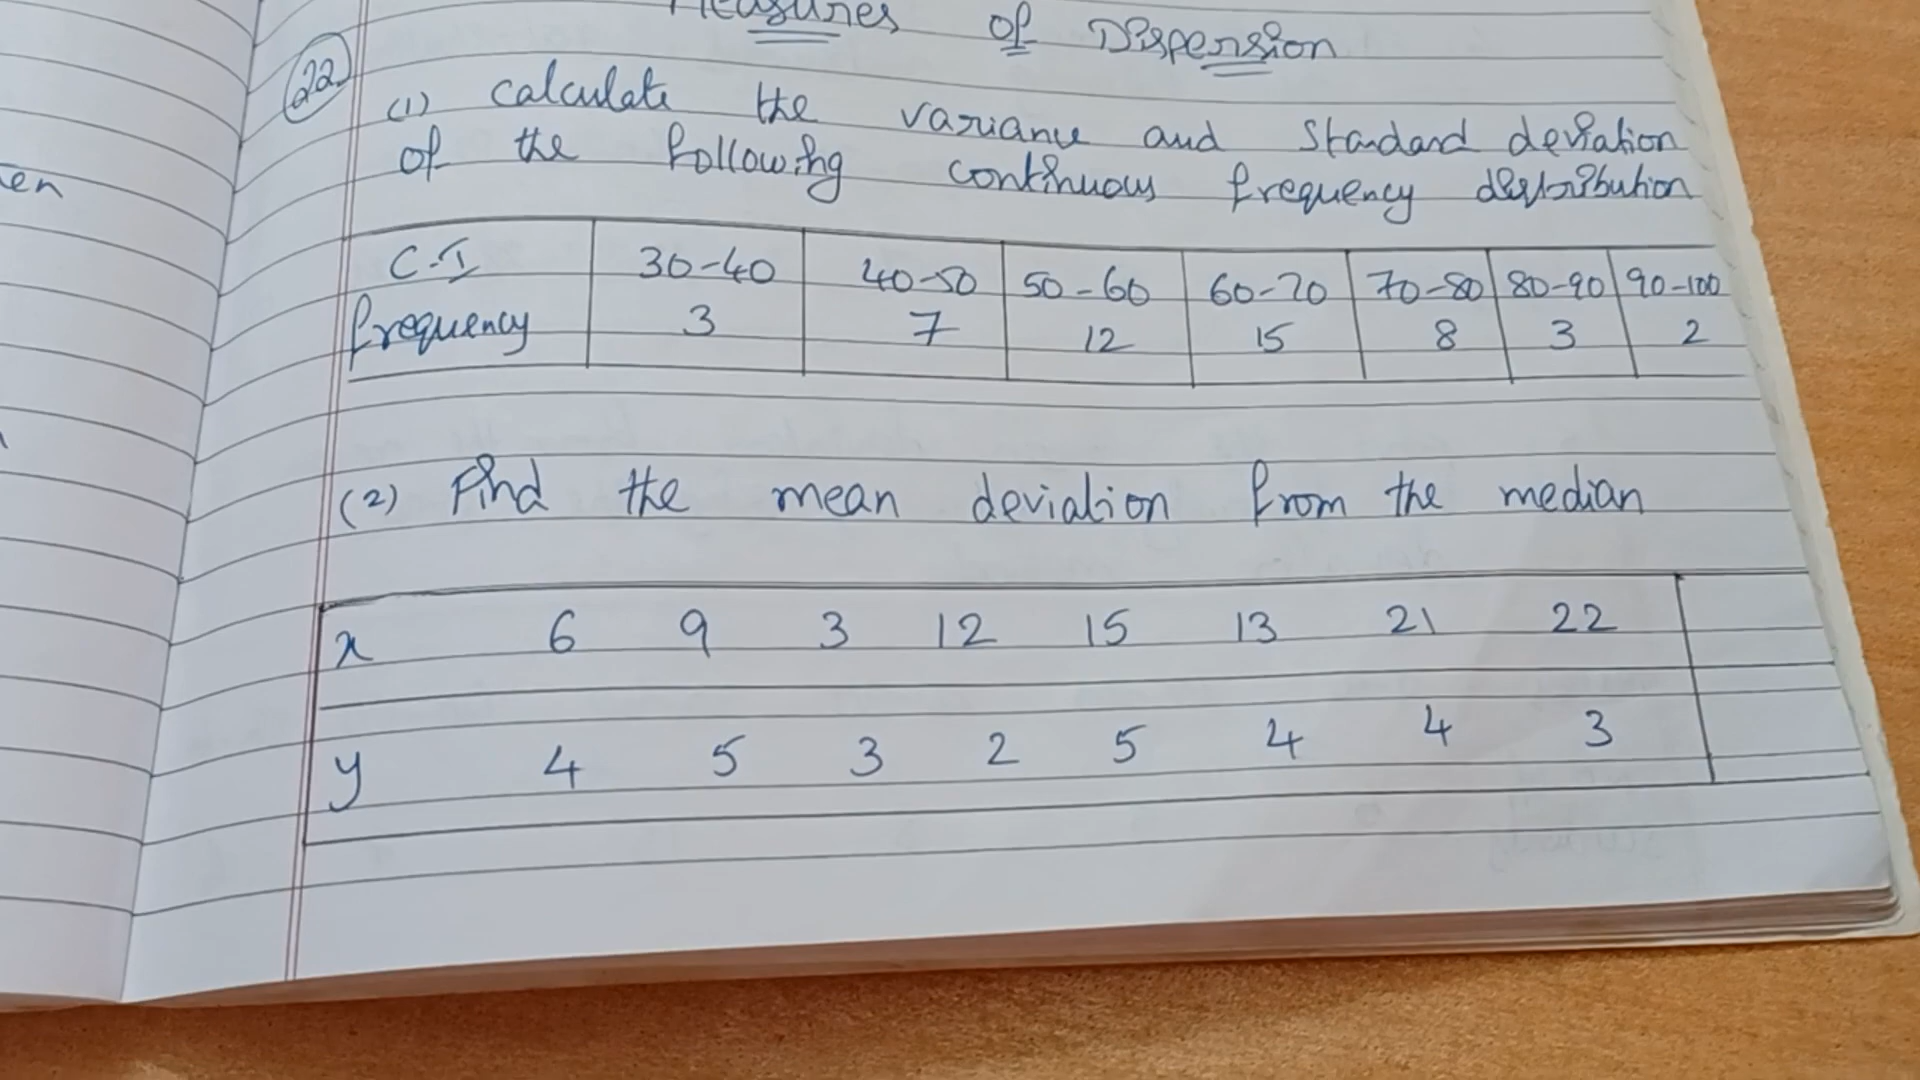 Measures of Dispersion
22
(1) calculate the variance and Standard deviation
of the following continuous frequency distribution
C.I 30-40 40-50 50-60 60-70 70-80 80-90 90-100
frequency 3 7 12 15 8 3 2
en
(2) Find the mean deviation from the median
x 6 9 3 12 15 13 21 22
y 4 5 3 2 5 4 4 3